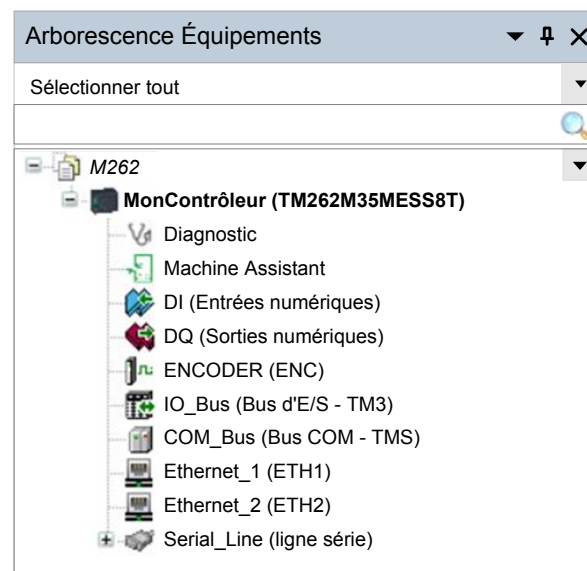 Arborescence Équipements
Sélectionner tout
M262
MonContrôleur (TM262M35MESS8T)
Diagnostic
Machine Assistant
DI (Entrées numériques)
DQ (Sorties numériques)
ENCODER (ENC)
IO_Bus (Bus d'E/S - TM3)
COM_Bus (Bus COM - TMS)
Ethernet_1 (ETH1)
Ethernet_2 (ETH2)
Serial_Line (ligne série)